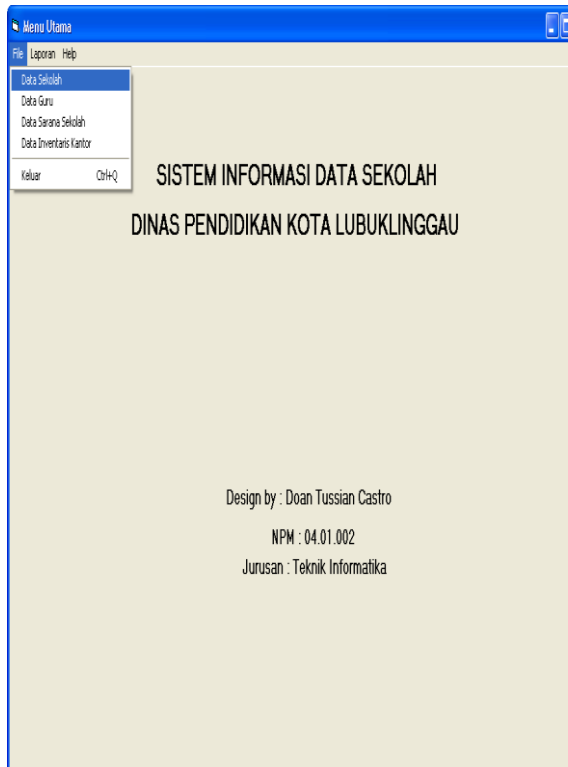 Menu Utama
File Laporan Help
Data Sekolah
Data Guru
Data Sarana Sekolah
Data Inventaris Kantor
Keluar Ctrl+Q
SISTEM INFORMASI DATA SEKOLAH
DINAS PENDIDIKAN KOTA LUBUKLINGGAU
Design by : Doan Tussian Castro
NPM : 04.01.002
Jurusan : Teknik Informatika